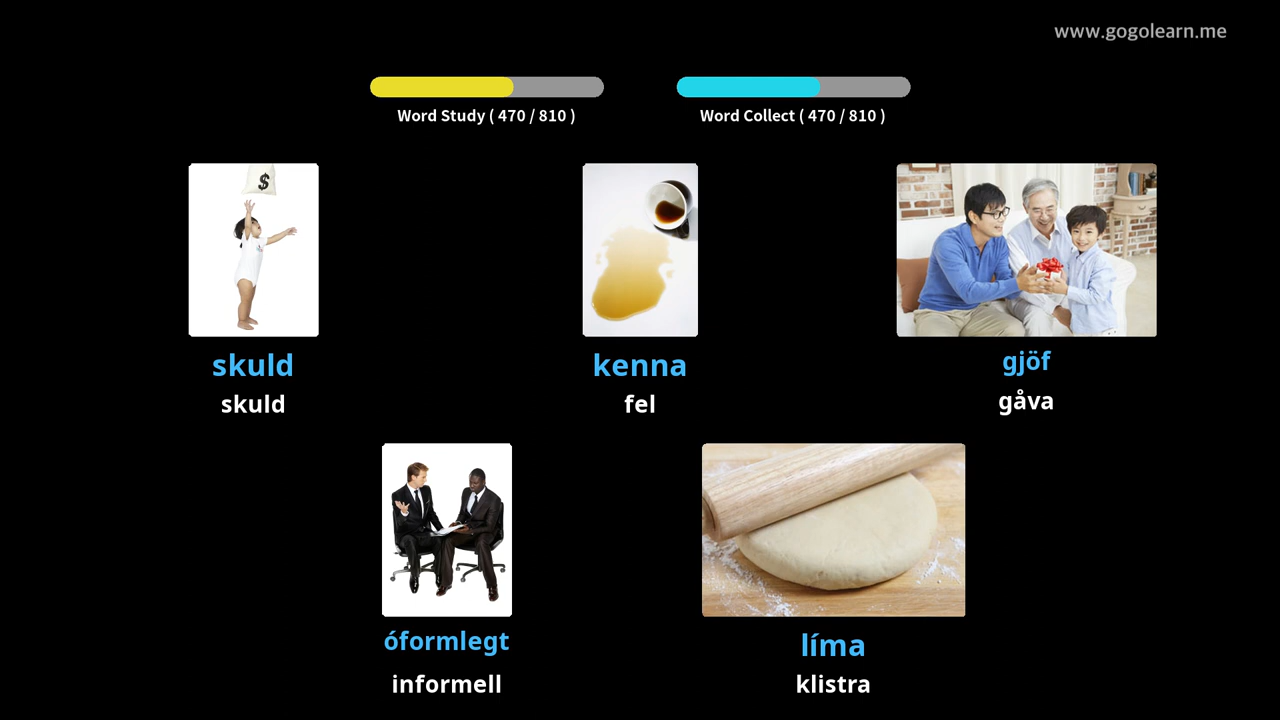 www.gogolearn.me
Word Study ( 470 / 810 )
Word Collect ( 470 / 810 )
$
skuld
skuld
kenna
fel
gjöf
gåva
óformlegt
informell
líma
klistra